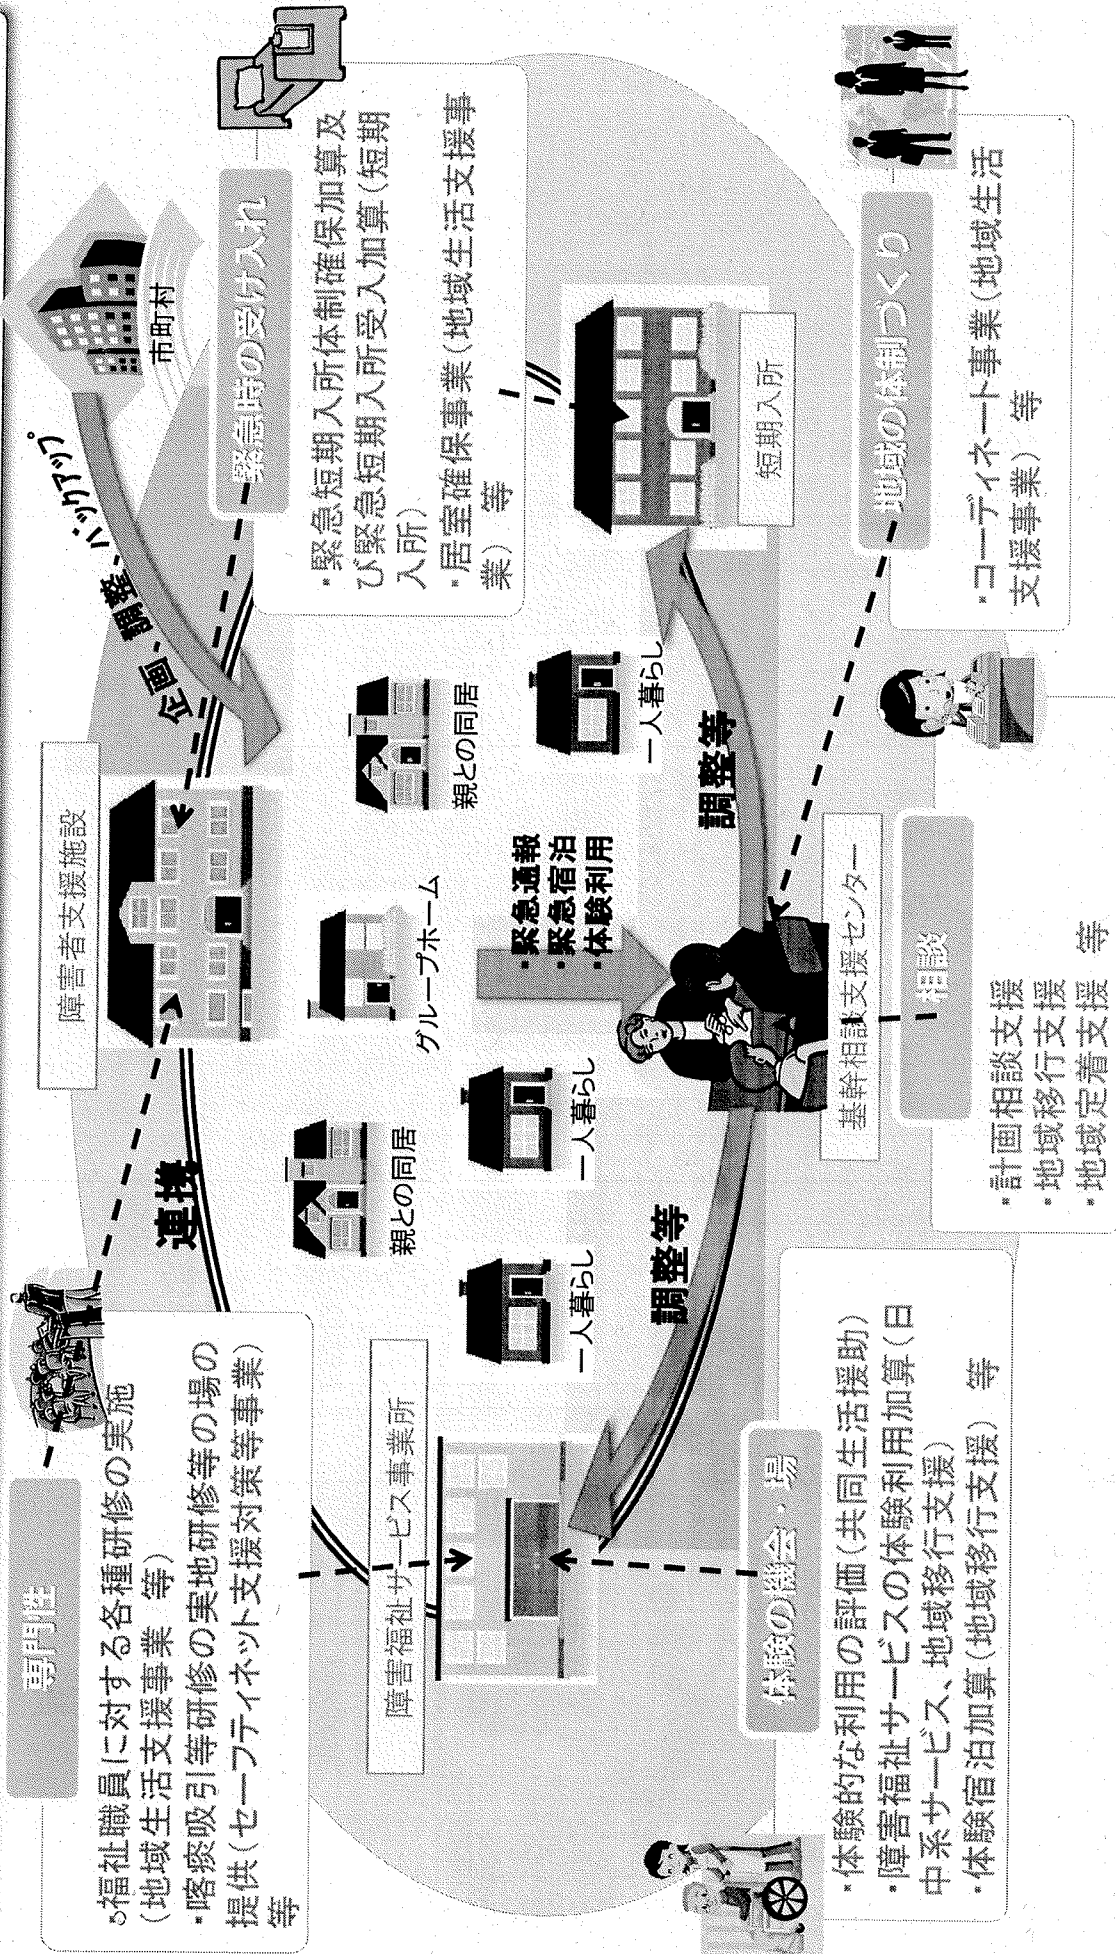 専門性
・福祉職員に対する各種研修の実施
(地域生活支援事業 等)
・喀痰吸引等研修の実地研修等の場の
提供(セーフティネット支援対策等事業)
等
連携
障害者支援施設
企画・調整・バックアップ
市町村
緊急時の受け入れ
・緊急短期入所体制確保加算及
び緊急短期入所受入加算(短期
入所)
・居室確保事業(地域生活支援事
業) 等
親との同居
グループホーム
親との同居
一人暮らし
一人暮らし
一人暮らし
・緊急通報
・緊急宿泊
・体験利用
障害福祉サービス事業所
調整等
調整等
短期入所
基幹相談支援センター
体験の機会・場
・体験的な利用の評価(共同生活援助)
・障害福祉サービスの体験利用加算(日
中系サービス、地域移行支援)
・体験宿泊加算(地域移行支援) 等
相談
・計画相談支援
・地域移行支援
・地域定着支援 等
地域の体制づくり
・コーディネート事業(地域生活
支援事業) 等